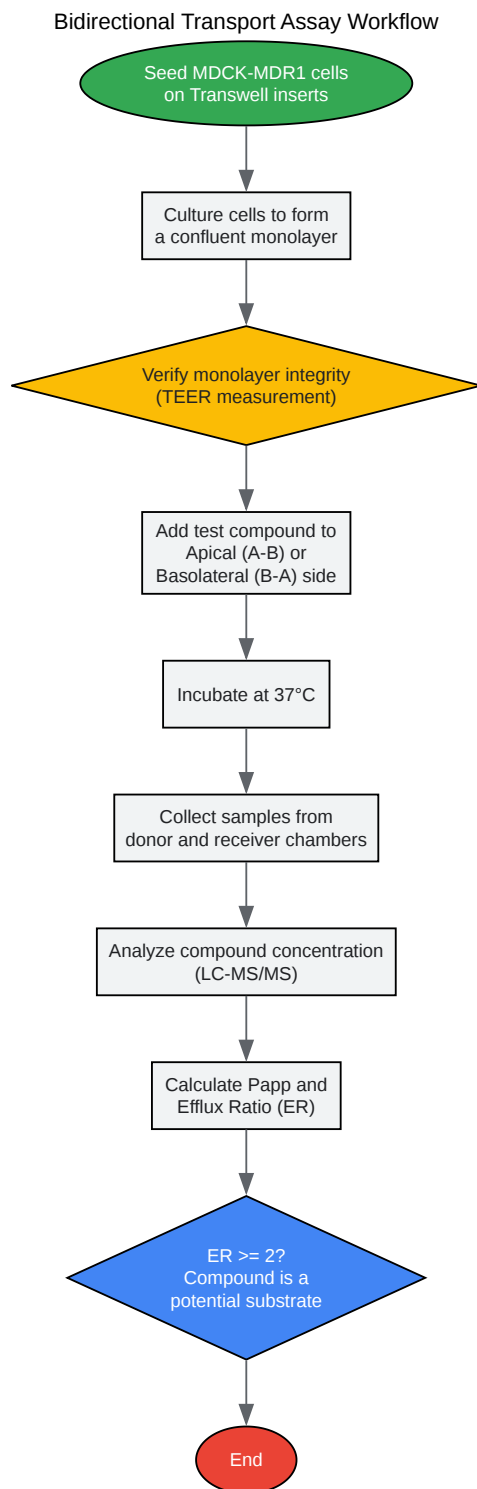 Bidirectional Transport Assay Workflow
Seed MDCK-MDR1 cells
on Transwell inserts
Culture cells to form
a confluent monolayer
Verify monolayer integrity
(TEER measurement)
Add test compound to
Apical (A-B) or
Basolateral (B-A) side
Incubate at 37°C
Collect samples from
donor and receiver chambers
Analyze compound concentration
(LC-MS/MS)
Calculate Papp and
Efflux Ratio (ER)
ER >= 2?
Compound is a
potential substrate
End